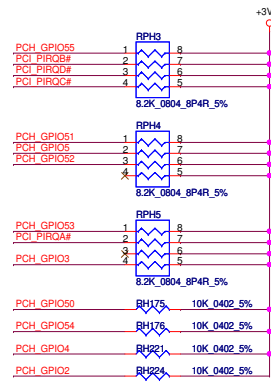 +3V
RPH3
PCH_GPIO55 1 8
PCI_PIRQB# 2 7
PCI_PIRQD# 3 6
PCI_PIRQC# 4 5
8.2K_0804_8P4R_5%
RPH4
PCH_GPIO51 1 8
PCH_GPIO5 2 7
PCH_GPIO52 3 6
4 5
8.2K_0804_8P4R_5%
RPH5
PCH_GPIO53 1 8
PCI_PIRQA# 2 7
3 6
PCH_GPIO3 4 5
8.2K_0804_8P4R_5%
PCH_GPIO50 RH175 10K_0402_5%
PCH_GPIO54 RH176 10K_0402_5%
PCH_GPIO4 RH221 10K_0402_5%
PCH_GPIO2 RH224 10K_0402_5%